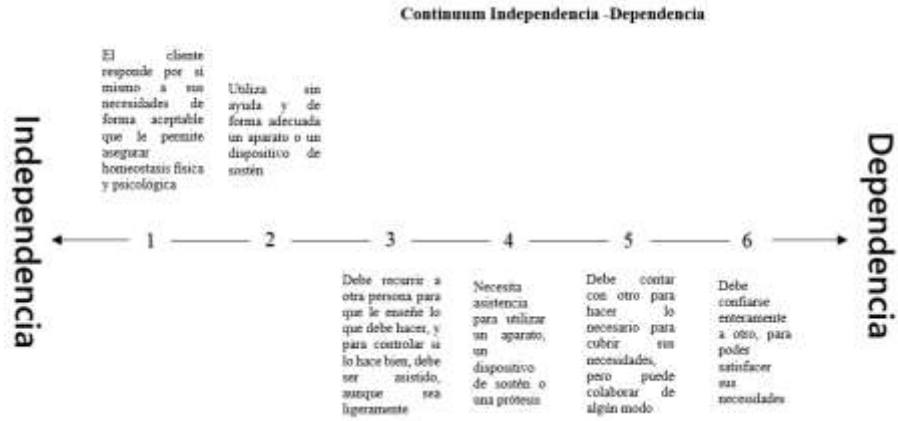 Continuum Independencia -Dependencia
El cliente
responde por sí
mismo a sus
necesidades de
forma aceptable
que le permite
asegurar
homeostasis física
y psicológica
Utiliza sin
ayuda y de
forma adecuada
un aparato o un
dispositivo de
sostén
Independencia
Dependencia
1
2
3
4
5
6
Debe recurrir a
otra persona para
que le enseñe lo
que debe hacer, y
para controlar si
lo hace bien, debe
ser asistido,
aunque sea
ligeramente
Necesita
asistencia
para utilizar
un aparato,
un
dispositivo
de sostén o
una prótesis
Debe contar
con otro para
hacer lo
necesario para
cubrir sus
necesidades,
pero puede
colaborar de
algún modo
Debe
confiarse
enteramente
a otro, para
poder
satisfacer
sus
necesidades